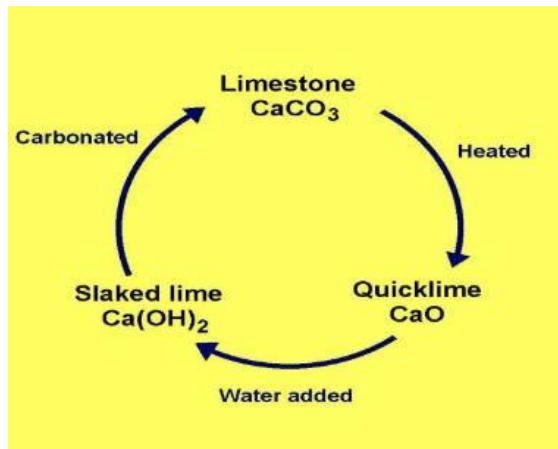 Limestone
CaCO₃
Carbonated
Heated
Slaked lime
Ca(OH)₂
Quicklime
CaO
Water added